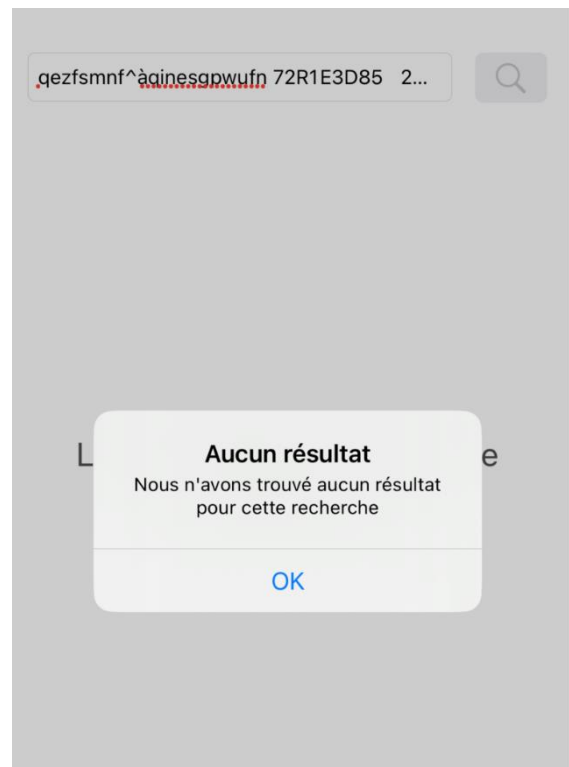 qezfsmnf^àqinesgpwufn 72R1E3D85 2...
L e
Aucun résultat
Nous n'avons trouvé aucun résultat
pour cette recherche
OK